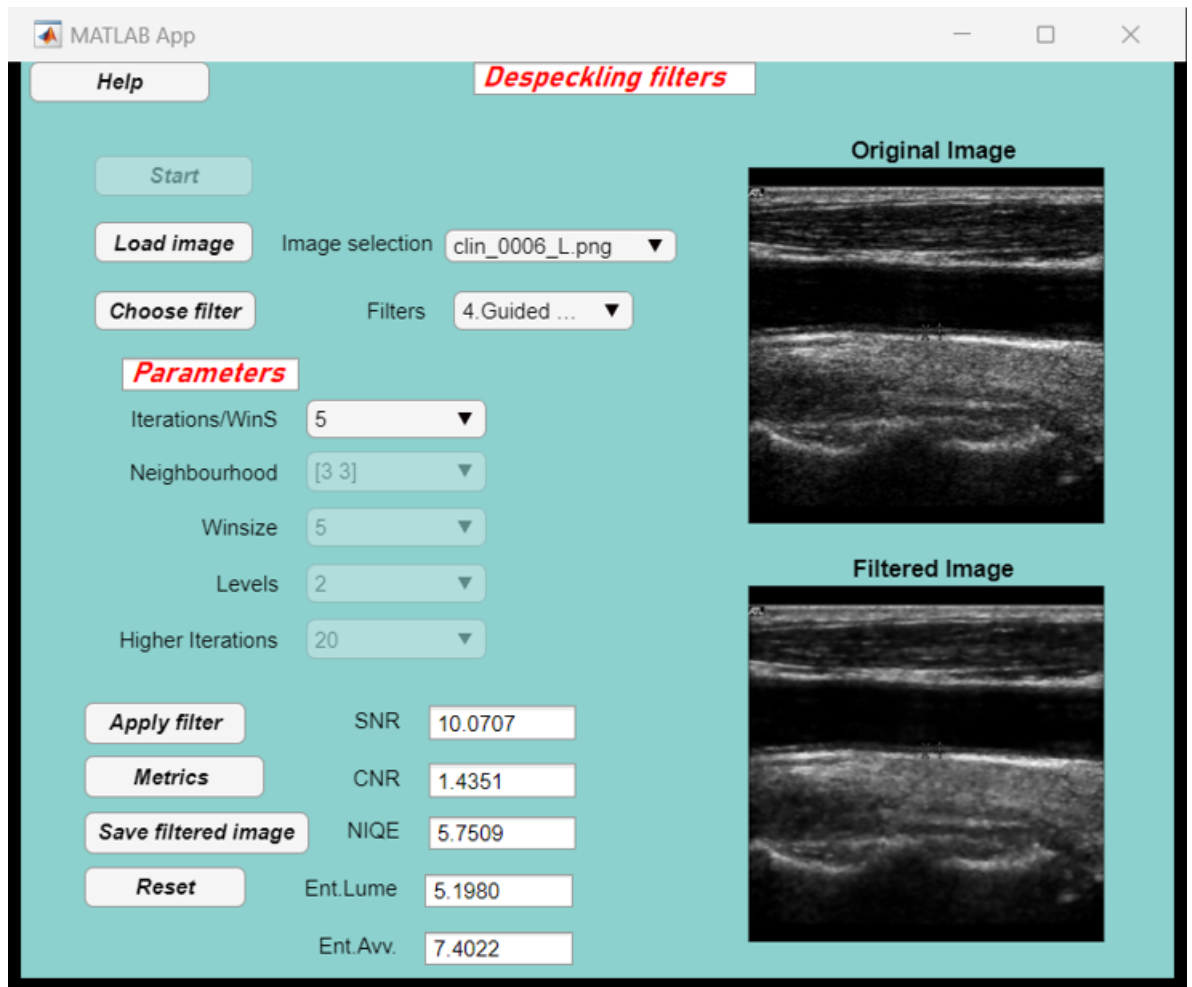 MATLAB App
Help
Despeckling filters
Start
Load image
Image selection
clin_0006_L.png
Choose filter
Filters
4.Guided ...
Parameters
Iterations/WinS
5
Neighbourhood
[3 3]
Winsize
5
Levels
2
Higher Iterations
20
Apply filter
SNR
10.0707
Metrics
CNR
1.4351
Save filtered image
NIQE
5.7509
Reset
Ent.Lume
5.1980
Ent.Avv.
7.4022
Original Image
Filtered Image